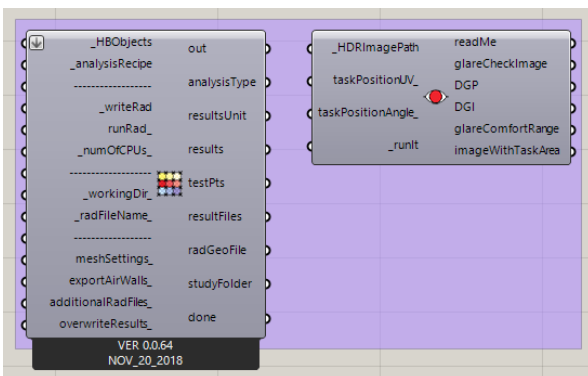 _HBObjects
_analysisRecipe
------------------
_writeRad
runRad_
_numOfCPUs_
------------------
_workingDir_
_radFileName_
------------------
meshSettings_
exportAirWalls_
additionalRadFiles_
overwriteResults_
out
analysisType
resultsUnit
results
testPts
resultFiles
radGeoFile
studyFolder
done
VER 0.0.64
NOV_20_2018
_HDRImagePath
taskPositionUV_
taskPositionAngle_
_runIt
readMe
glareCheckImage
DGP
DGI
glareComfortRange
imageWithTaskArea